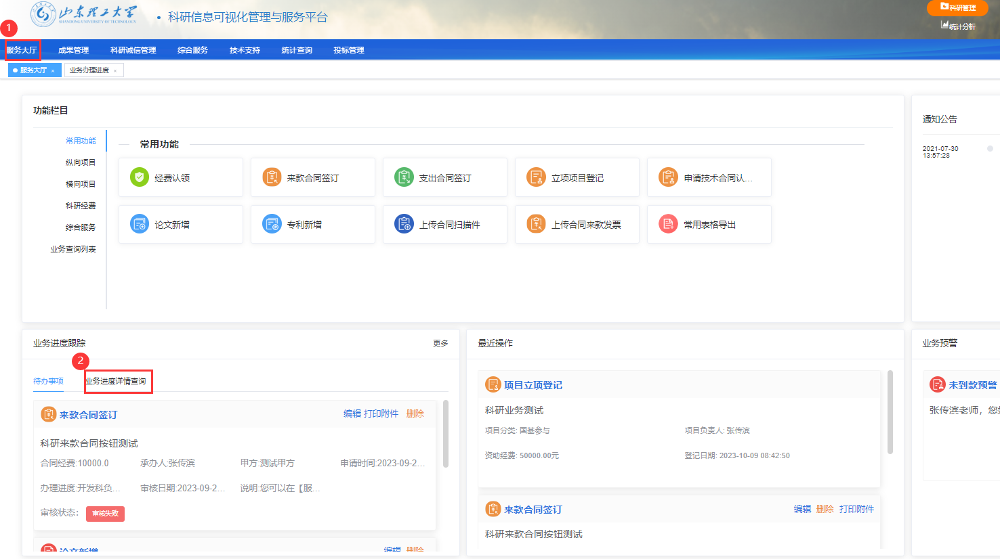 山东理工大学
SHANDONG UNIVERSITY OF TECHNOLOGY
• 科研信息可视化管理与服务平台
科研管理
统计分析
1
服务大厅 成果管理 科研诚信管理 综合服务 技术支持 统计查询 投标管理
服务大厅 × 业务办理进度 ×
功能栏目
常用功能
纵向项目
横向项目
科研经费
综合服务
业务查询列表
常用功能
经费认领 来款合同签订 支出合同签订 立项项目登记 申请技术合同认...
论文新增 专利新增 上传合同扫描件 上传合同来款发票 常用表格导出
通知公告
2021-07-30
13:57:28
业务进度跟踪 更多
2
待办事项 业务进度详情查询
来款合同签订 编辑 打印附件 删除
科研来款合同按钮测试
合同经费:10000.0 承办人:张传滨 甲方:测试甲方 申请时间:2023-09-2...
办理进度:开发科负... 审核日期:2023-09-2... 说明:您可以在【服...
审核状态: 审核失败
论文新增 编辑 删除
最近操作
项目立项登记
科研业务测试
项目分类: 国基参与 项目负责人: 张传滨
资助经费: 50000.00元 登记日期: 2023-10-09 08:42:50
来款合同签订 编辑 删除 打印附件
科研来款合同按钮测试
业务预警
未到款预警
张传滨老师，您